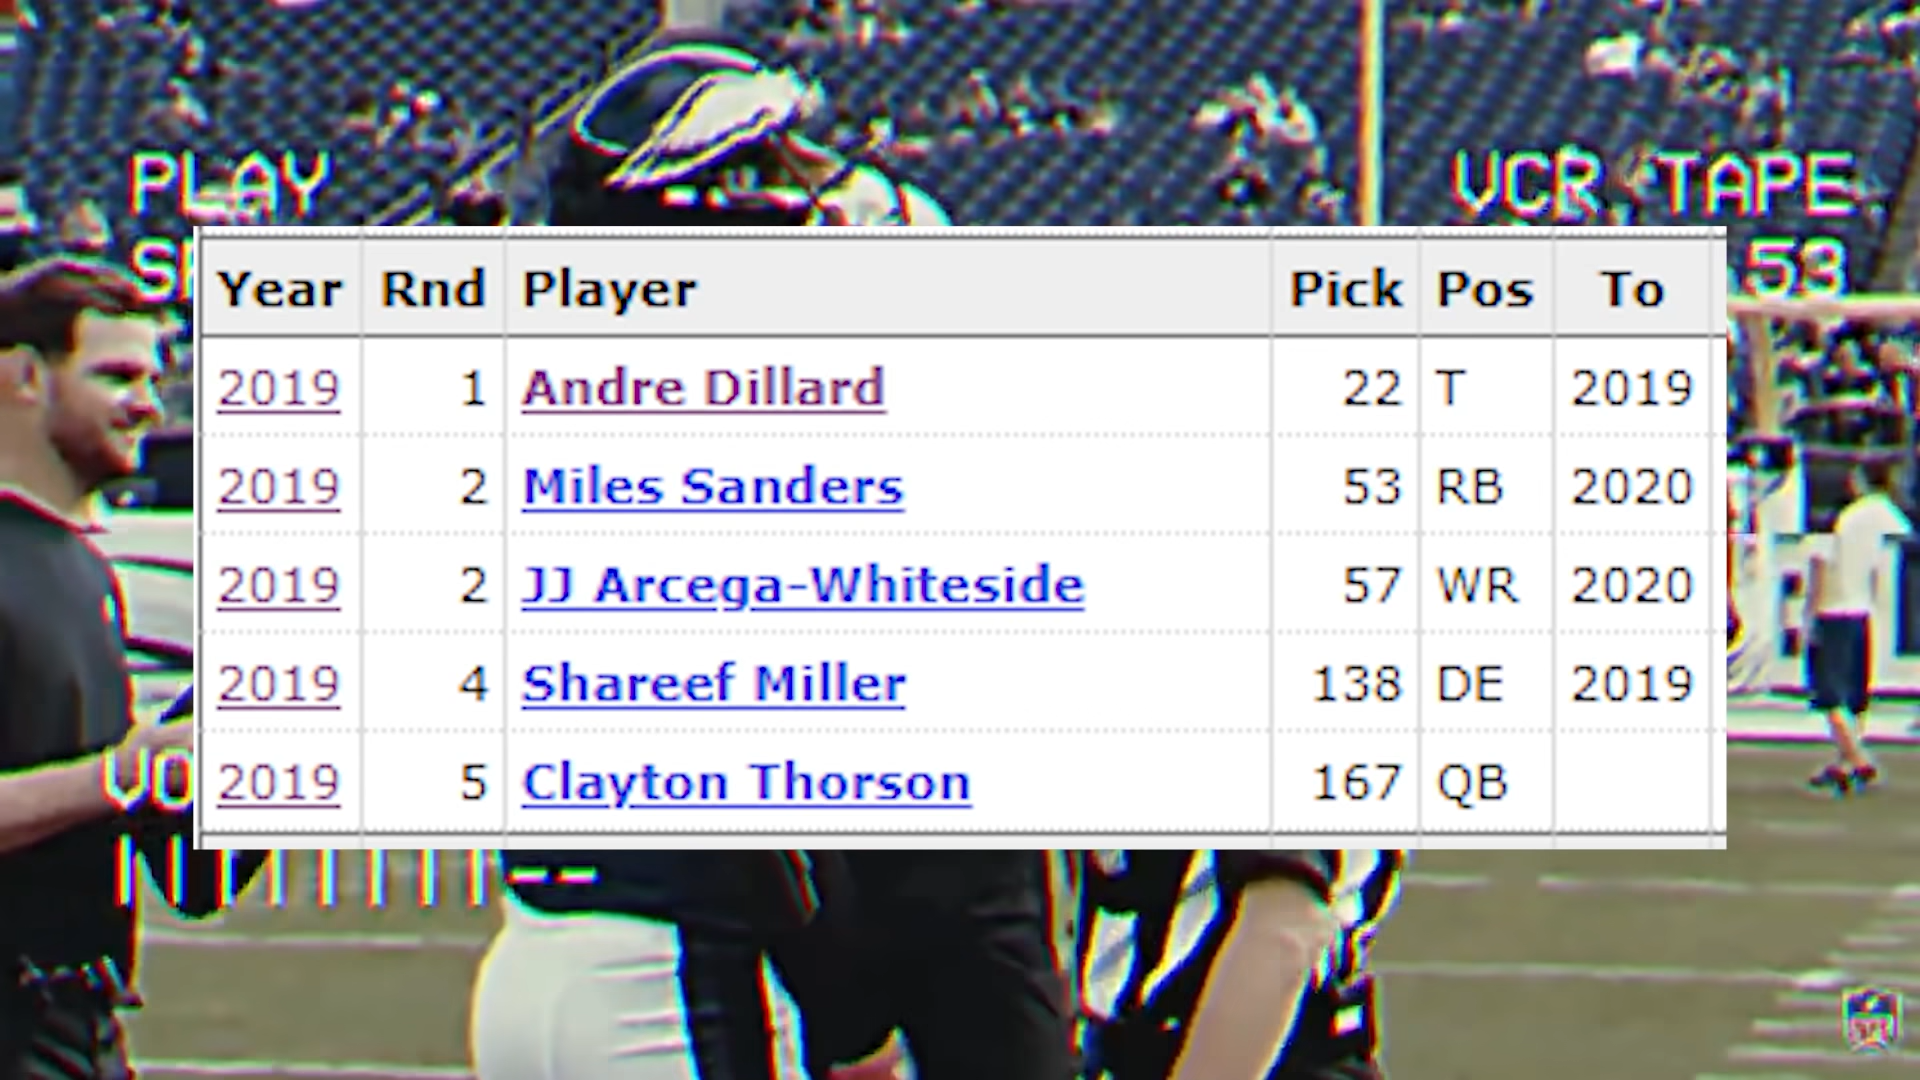 PLAY
VCR TAPE
53
Year Rnd Player Pick Pos To
2019 1 Andre Dillard 22 T 2019
2019 2 Miles Sanders 53 RB 2020
2019 2 JJ Arcega-Whiteside 57 WR 2020
2019 4 Shareef Miller 138 DE 2019
2019 5 Clayton Thorson 167 QB
NFL